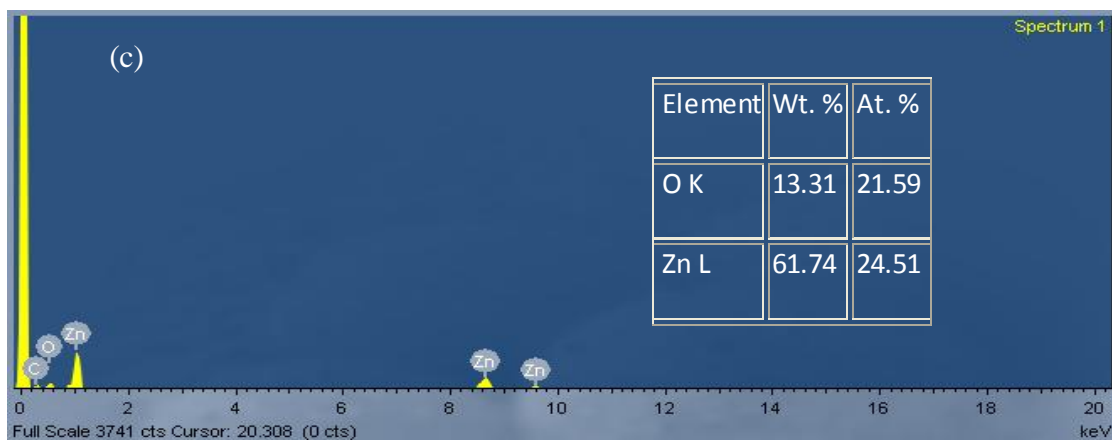 Spectrum 1
(c)
Element Wt. % At. %
O K 13.31 21.59
Zn L 61.74 24.51
C O Zn Zn Zn
0 2 4 6 8 10 12 14 16 18 20
Full Scale 3741 cts Cursor: 20.308 (0 cts) keV